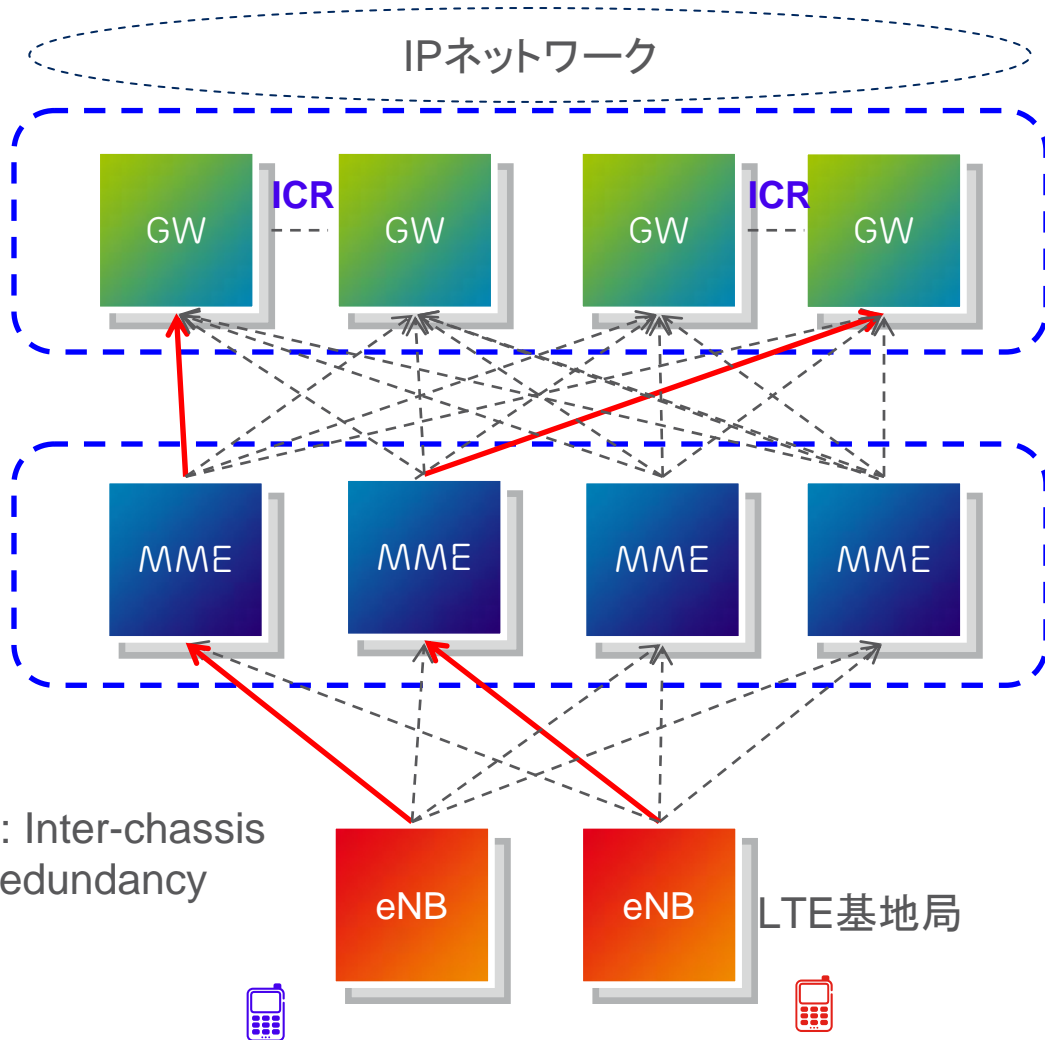 IPネットワーク
ICR
ICR
GW
GW
GW
GW
MME
MME
MME
MME
: Inter-chassis
edundancy
eNB
eNB
LTE基地局